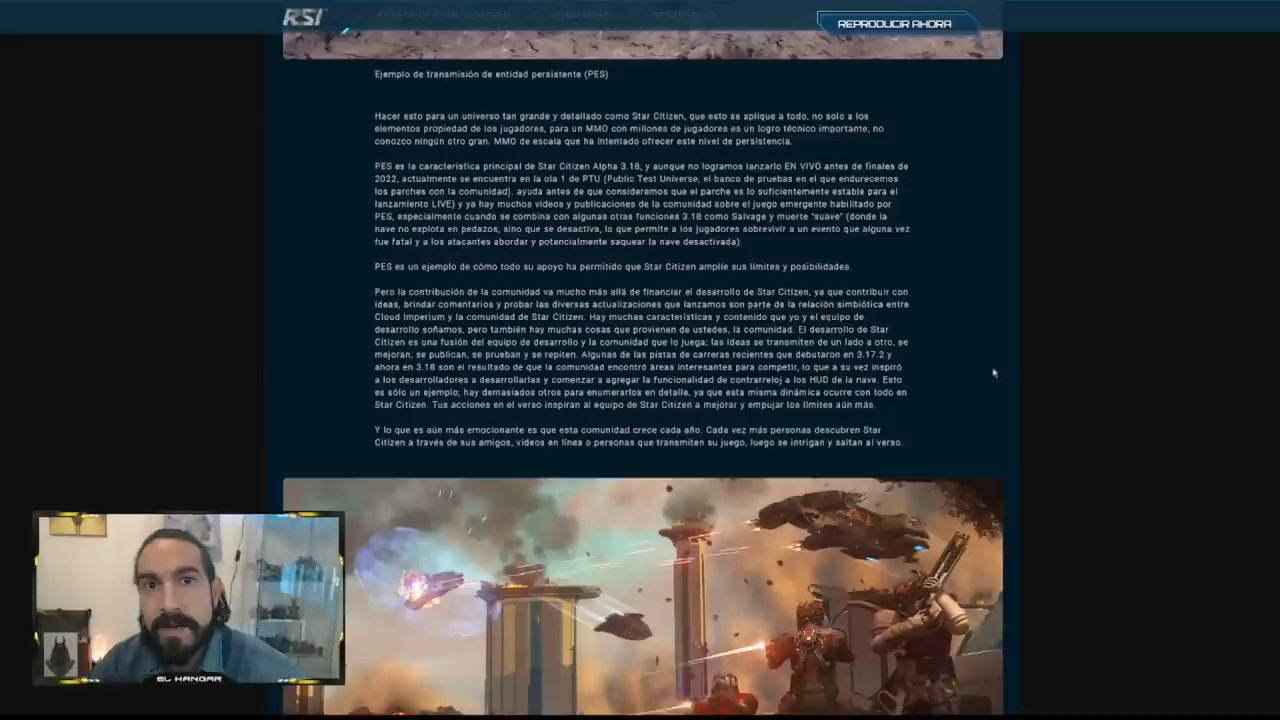 RSI
REPRODUCIR AHORA
Ejemplo de transmisión de entidad persistente (PES)
Hacer esto para un universo tan grande y detallado como Star Citizen, que esto se aplique a todo, no solo a los
elementos propiedad de los jugadores, para un MMO con millones de jugadores es un logro técnico importante; no
conozco ningún otro gran. MMO de escala que ha intentado ofrecer este nivel de persistencia.
PES es la característica principal de Star Citizen Alpha 3.18, y aunque no logramos lanzarlo EN VIVO antes de finales de
2022, actualmente se encuentra en la ola 1 de PTU (Public Test Universe, el banco de pruebas en el que endurecemos
los parches con la comunidad). ayuda antes de que consideremos que el parche es lo suficientemente estable para el
lanzamiento LIVE) y ya hay muchos videos y publicaciones de la comunidad sobre el juego emergente habilitado por
PES, especialmente cuando se combina con algunas otras funciones 3.18 como Salvage y muerte "suave" (donde la
nave no explota en pedazos, sino que se desactiva, lo que permite a los jugadores sobrevivir a un evento que alguna vez
fue fatal y a los atacantes abordar y potencialmente saquear la nave desactivada).
PES es un ejemplo de cómo todo su apoyo ha permitido que Star Citizen amplíe sus límites y posibilidades.
Pero la contribución de la comunidad va mucho más allá de financiar el desarrollo de Star Citizen, ya que contribuir con
ideas, brindar comentarios y probar las diversas actualizaciones que lanzamos son parte de la relación simbiótica entre
Cloud Imperium y la comunidad de Star Citizen. Hay muchas características y contenido que yo y el equipo de
desarrollo soñamos, pero también hay muchas cosas que provienen de ustedes, la comunidad. El desarrollo de Star
Citizen es una fusión del equipo de desarrollo y la comunidad que lo juega; las ideas se transmiten de un lado a otro, se
mejoran, se publican, se prueban y se repiten. Algunas de las pistas de carreras recientes que debutaron en 3.17.2 y
ahora en 3.18 son el resultado de que la comunidad encontró áreas interesantes para competir, lo que a su vez inspiró
a los desarrolladores a desarrollarlas y comenzar a agregar la funcionalidad de contrarreloj a los HUD de la nave. Esto
es sólo un ejemplo; hay demasiados otros para enumerarlos en detalle, ya que esta misma dinámica ocurre con todo en
Star Citizen. Tus acciones en el verso inspiran al equipo de Star Citizen a mejorar y empujar los límites aún más.
Y lo que es aún más emocionante es que esta comunidad crece cada año. Cada vez más personas descubren Star
Citizen a través de sus amigos, videos en línea o personas que transmiten su juego, luego se intrigan y saltan al verso.
EL HANGAR